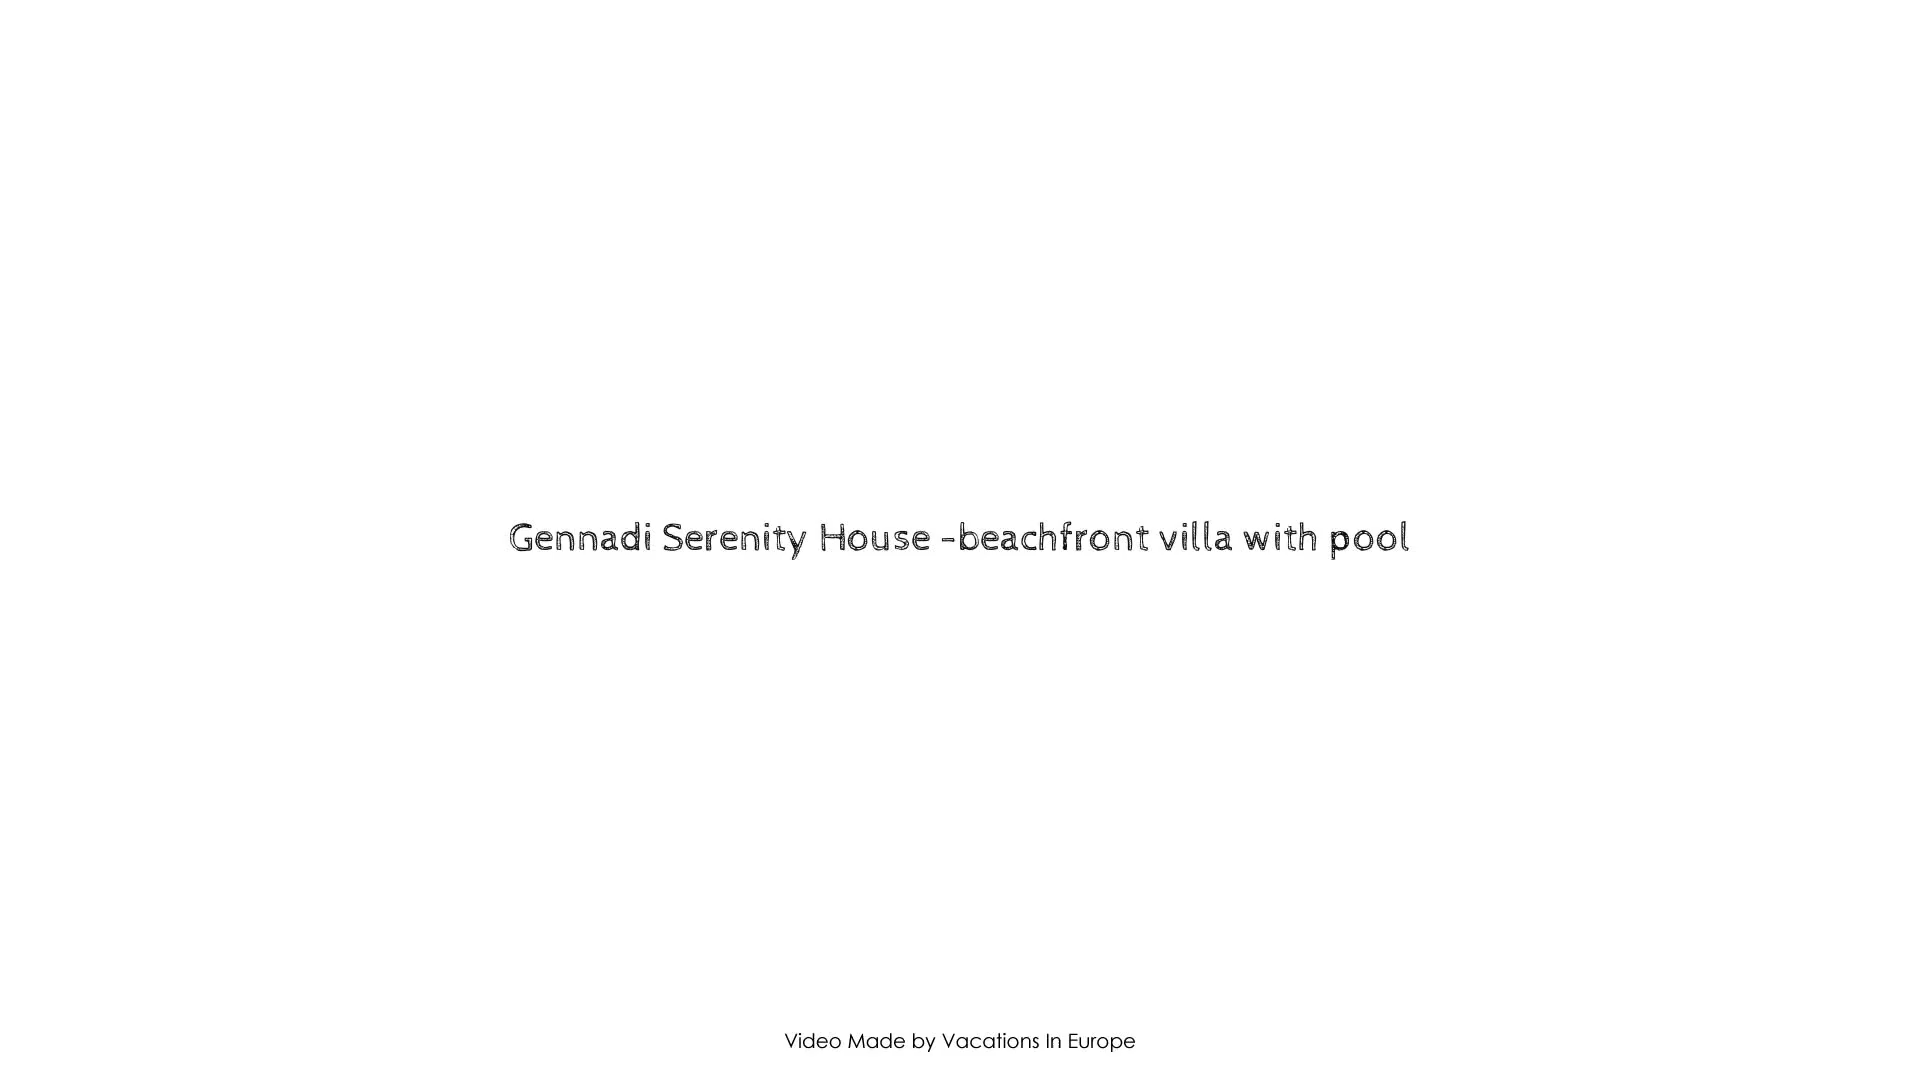 Gennadi Serenity House -beachfront villa with pool
Video Made by Vacations In Europe